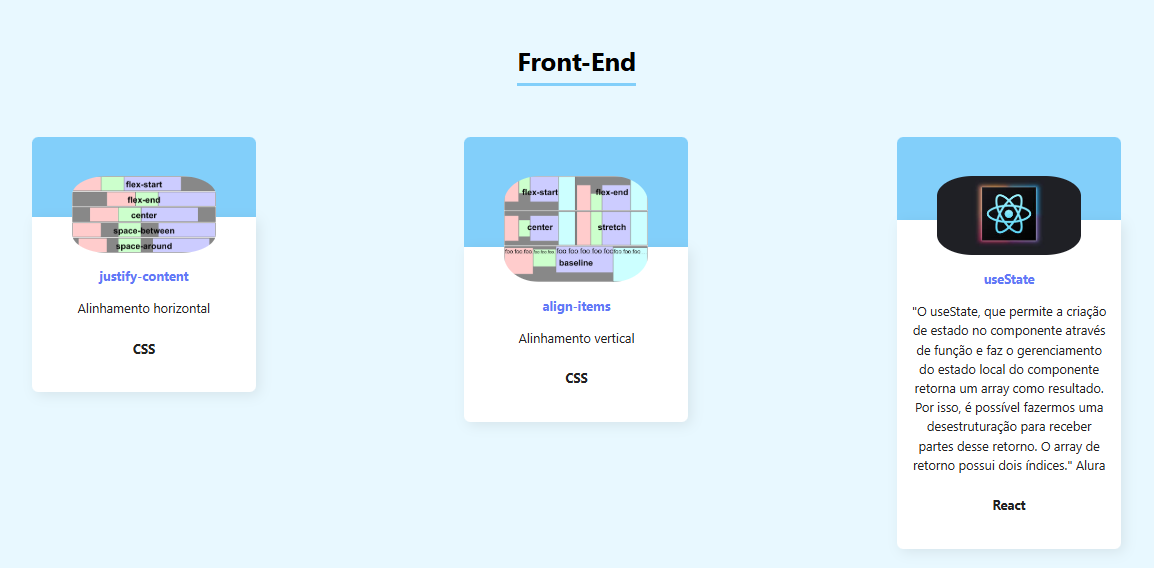 Front-End
flex-start
flex-end
center
space-between
space-around
justify-content
Alinhamento horizontal
CSS
flex-start
flex-end
center
stretch
foo foo foo foo foo foo foo foo foo foo foo foo foo
baseline
align-items
Alinhamento vertical
CSS
useState
"O useState, que permite a criação
de estado no componente através
de função e faz o gerenciamento
do estado local do componente
retorna um array como resultado.
Por isso, é possível fazermos uma
desestruturação para receber
partes desse retorno. O array de
retorno possui dois índices." Alura
React